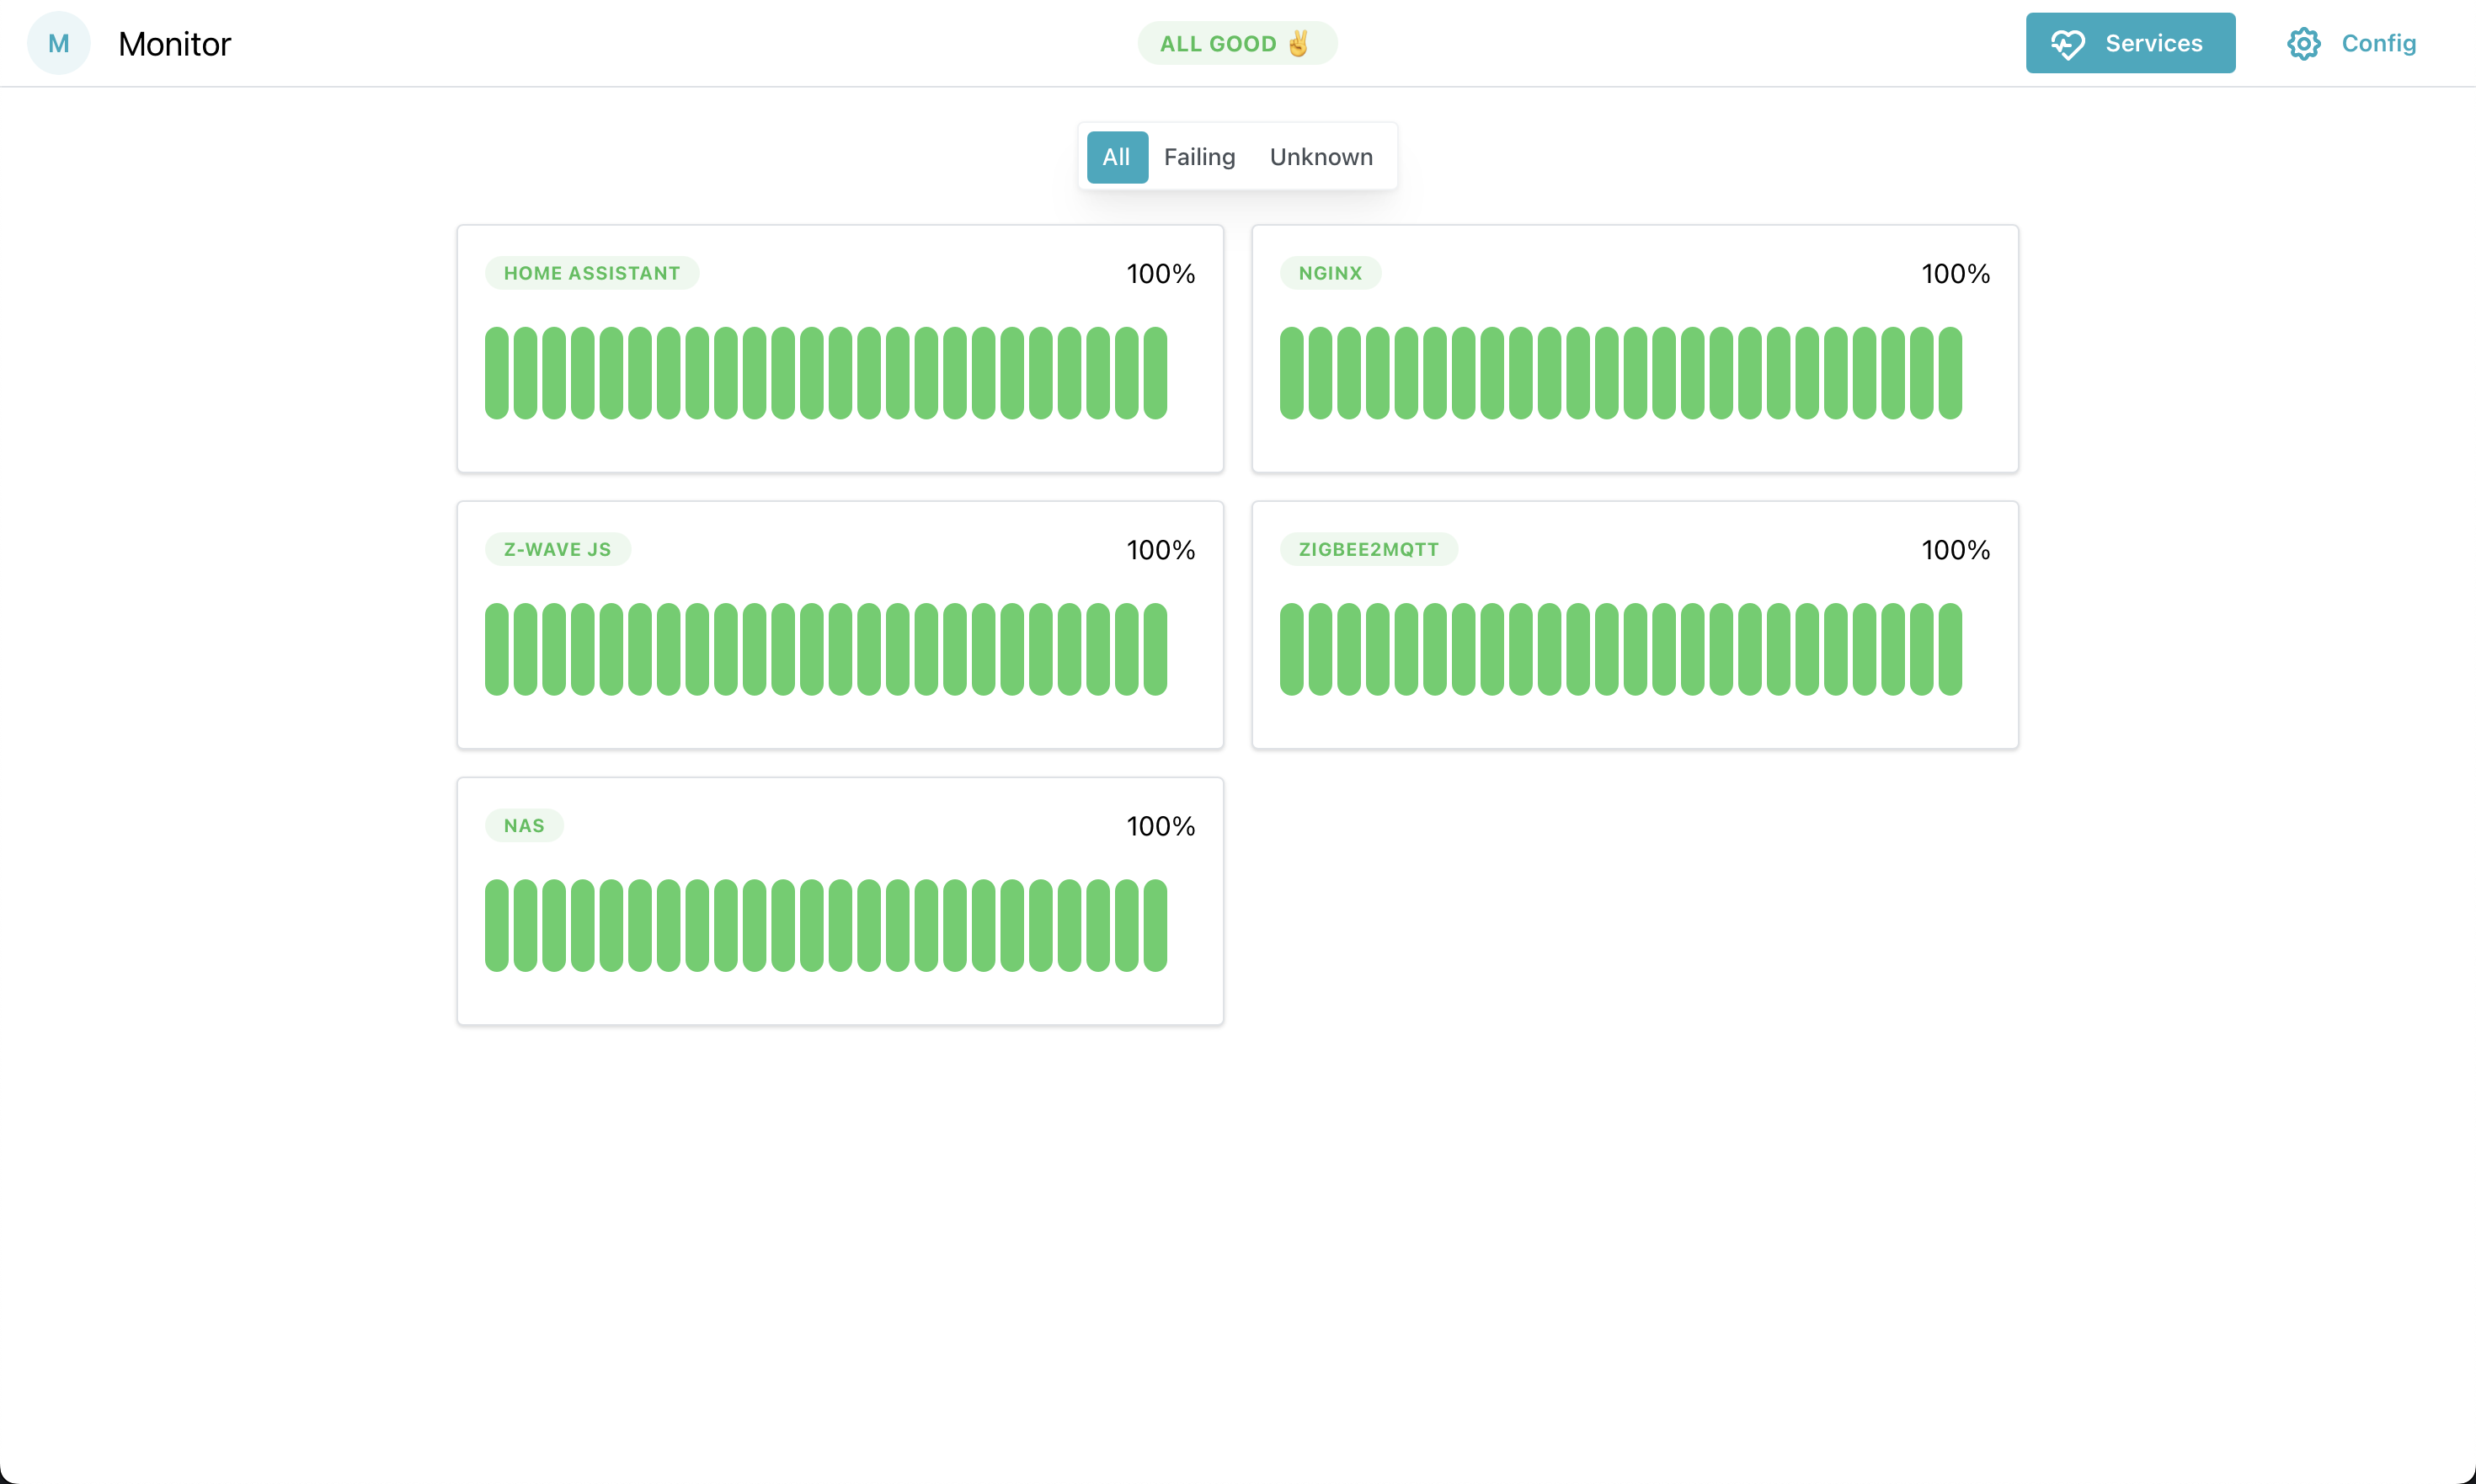 M Monitor ALL GOOD ✌️ Services Config
All Failing Unknown
HOME ASSISTANT 100%
NGINX 100%
Z-WAVE JS 100%
ZIGBEE2MQTT 100%
NAS 100%